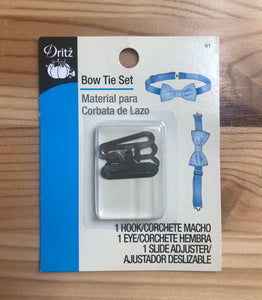 51
Dritz
Bow Tie Set
Material para
Corbata de Lazo
1 HOOK/CORCHETE MACHO
1 EYE/CORCHETE HEMBRA
1 SLIDE ADJUSTER/
AJUSTADOR DESLIZABLE